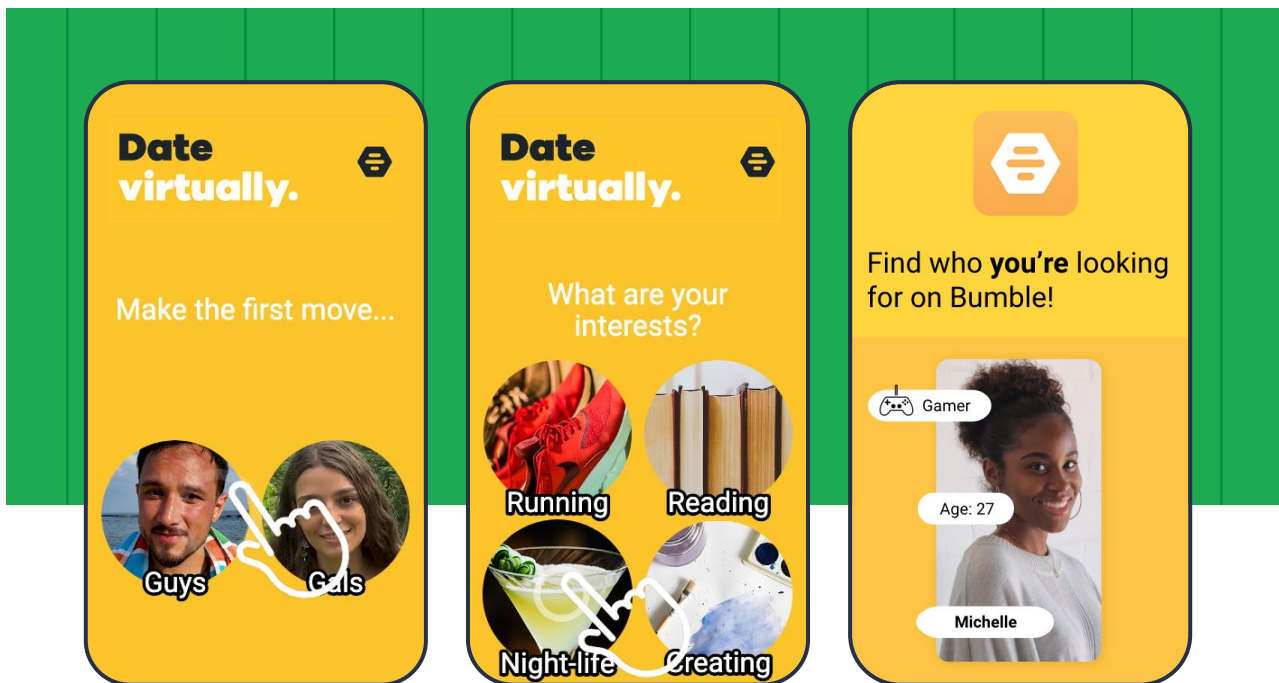 Date
virtually.
Make the first move...
Guys
Gals
Date
virtually.
What are your
interests?
Running
Reading
Night-life
Creating
Find who you're looking
for on Bumble!
Gamer
Age: 27
Michelle